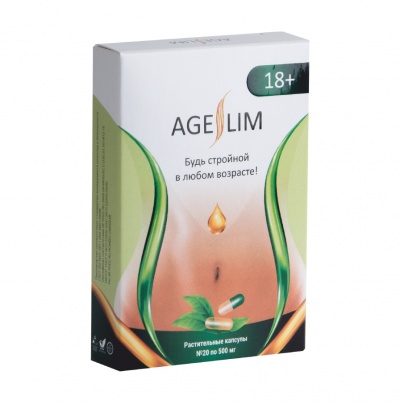 18+
AGESLIM
Будь стройной
в любом возрасте!
Растительные капсулы
№20 по 500 мг